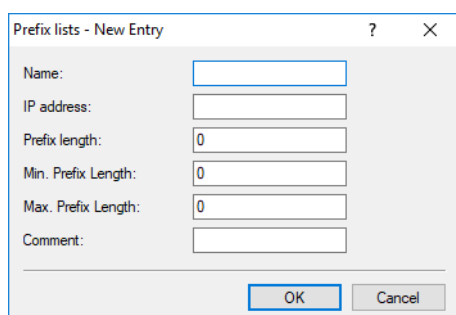 Prefix lists - New Entry ?
Name:
IP address:
Prefix length: 0
Min. Prefix Length: 0
Max. Prefix Length: 0
Comment:
OK Cancel